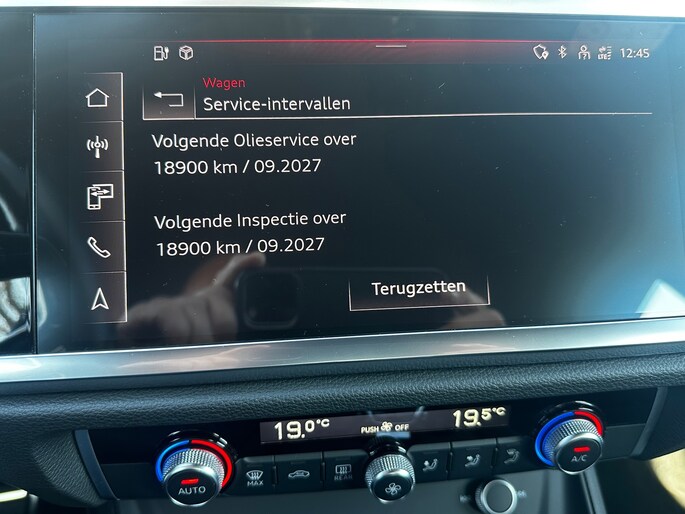 12:45
LTE
Wagen
Service-intervallen
Volgende Olieservice over
18900 km / 09.2027
Volgende Inspectie over
18900 km / 09.2027
Terugzetten
19.0°C
PUSH OFF
19.5°C
AUTO
MAX
REAR
A/C